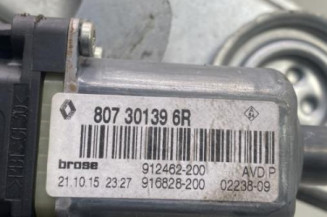 807 30139 6R
brose
912462-200
AVD.P
21.10.15 23:27
916828-200
02238-09